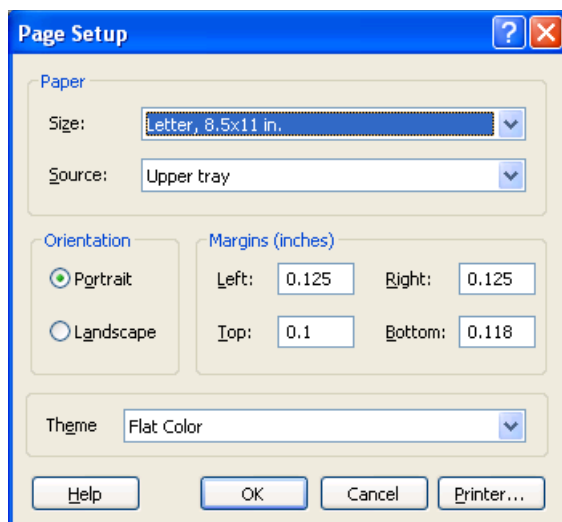 Page Setup
Paper
Size: Letter, 8.5x11 in.
Source: Upper tray
Orientation
Portrait
Landscape
Margins (inches)
Left: 0.125 Right: 0.125
Top: 0.1 Bottom: 0.118
Theme Flat Color
Help OK Cancel Printer...